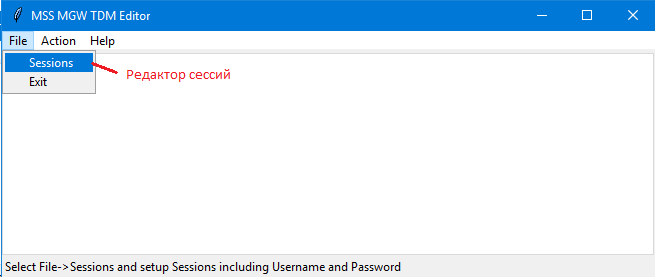 MSS MGW TDM Editor
File Action Help
Sessions
Редактор сессий
Exit
Select File->Sessions and setup Sessions including Username and Password